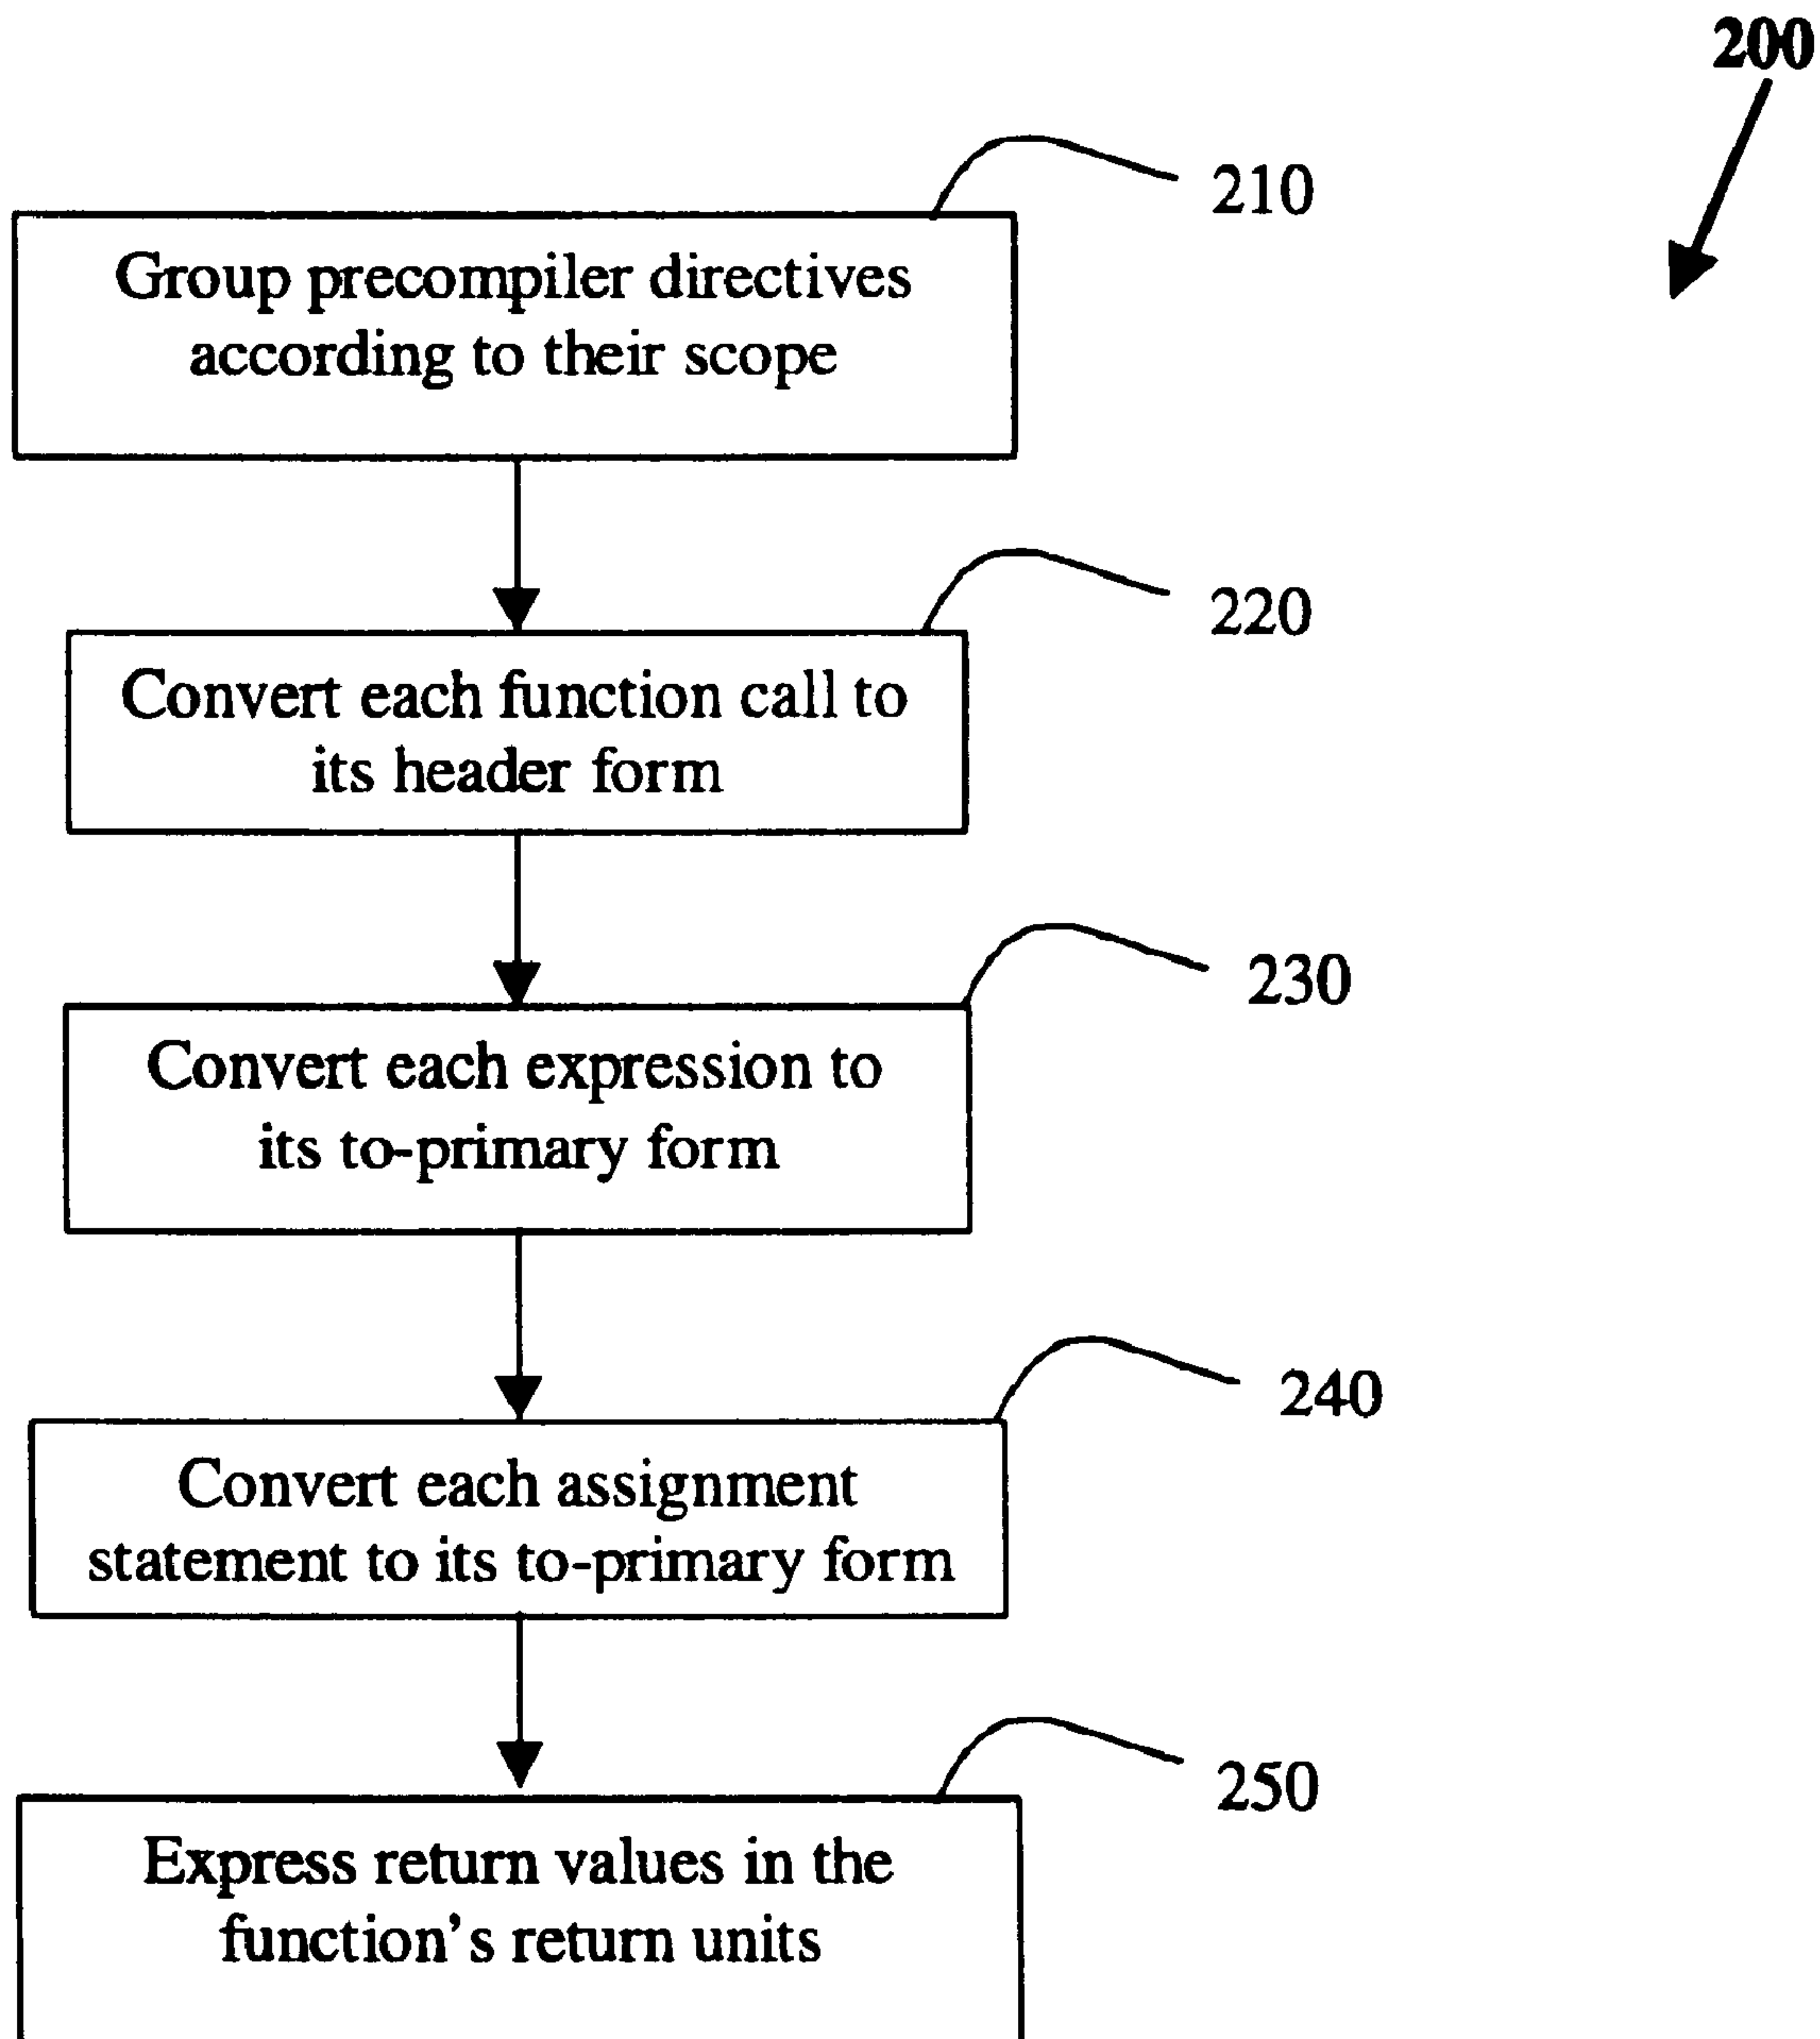 200
210
Group precompiler directives
according to their scope
220
Convert each function call to
its header form
230
Convert each expression to
its to-primary form
240
Convert each assignment
statement to its to-primary form
250
Express return values in the
function's return units